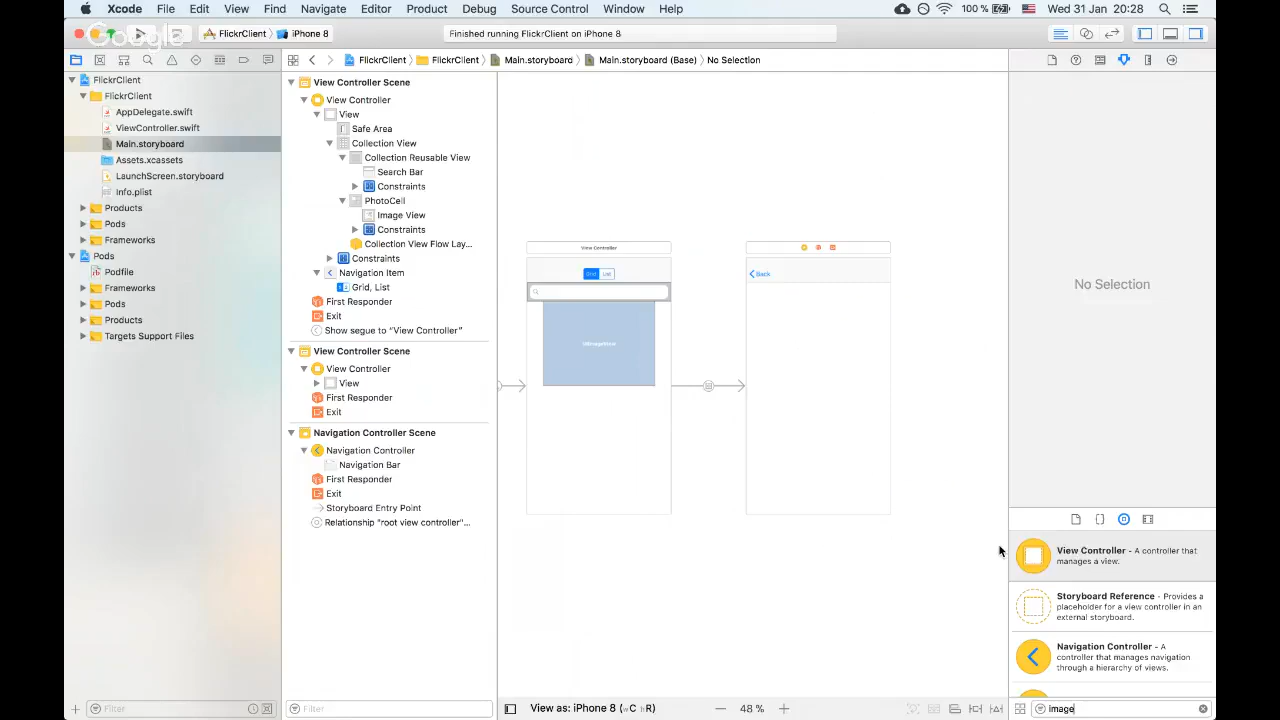 Xcode File Edit View Find Navigate Editor Product Debug Source Control Window Help 100 % Wed 31 Jan 20:28
Google
FlickrClient iPhone 8
Finished running FlickrClient on iPhone 8
FlickrClient FlickrClient Main.storyboard Main.storyboard (Base) No Selection
FlickrClient
FlickrClient
AppDelegate.swift
ViewController.swift
Main.storyboard
Assets.xcassets
LaunchScreen.storyboard
Info.plist
Products
Pods
Frameworks
Pods
Podfile
Frameworks
Pods
Products
Targets Support Files
Filter
View Controller Scene
View Controller
View
Safe Area
Collection View
Collection Reusable View
Search Bar
Constraints
PhotoCell
Image View
Constraints
Collection View Flow Lay...
Constraints
Navigation Item
Grid, List
First Responder
Exit
Show segue to "View Controller"
View Controller Scene
View Controller
View
First Responder
Exit
Navigation Controller Scene
Navigation Controller
Navigation Bar
First Responder
Exit
Storyboard Entry Point
Relationship "root view controller"...
Filter
View Controller
Grid List
UIImageView
Back
View as: iPhone 8 (wC hR)
48 %
No Selection
View Controller - A controller that
manages a view.
Storyboard Reference - Provides a
placeholder for a view controller in an
external storyboard.
Navigation Controller - A
controller that manages navigation
through a hierarchy of views.
image